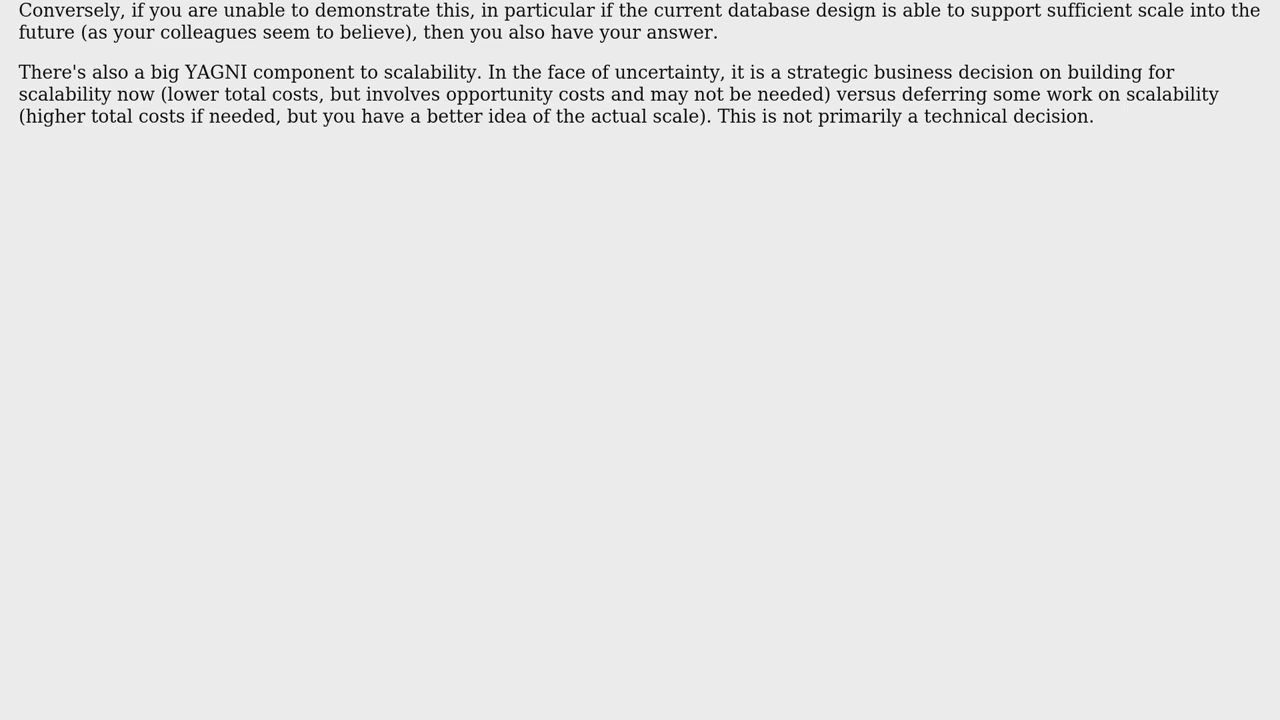 Conversely, if you are unable to demonstrate this, in particular if the current database design is able to support sufficient scale into the
future (as your colleagues seem to believe), then you also have your answer.
There's also a big YAGNI component to scalability. In the face of uncertainty, it is a strategic business decision on building for
scalability now (lower total costs, but involves opportunity costs and may not be needed) versus deferring some work on scalability
(higher total costs if needed, but you have a better idea of the actual scale). This is not primarily a technical decision.